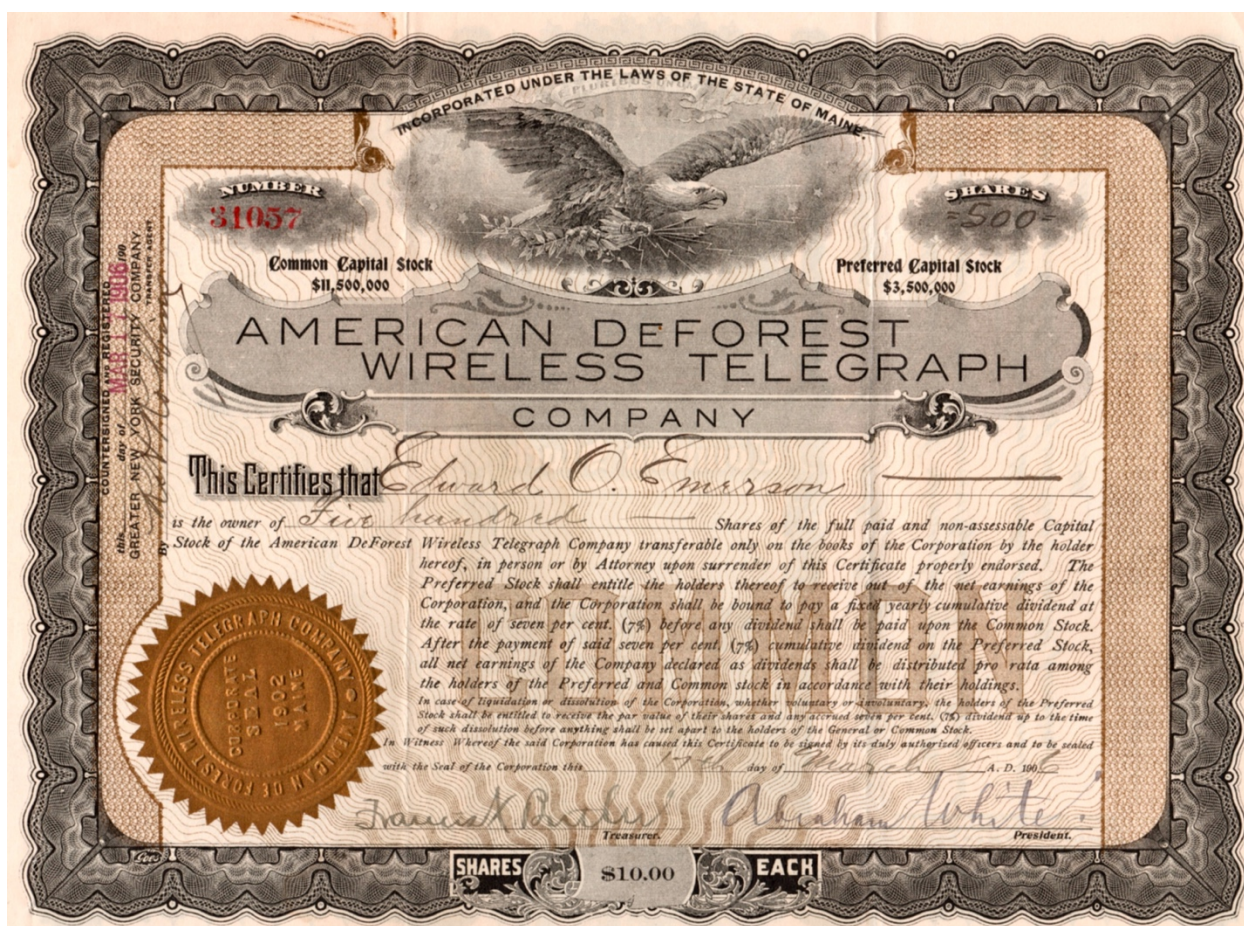 INCORPORATED UNDER THE LAWS OF THE STATE OF MAINE.
E PLURIBUS UNUM
NUMBER
31057
SHARES
=500=
Common Capital Stock
$11,500,000
Preferred Capital Stock
$3,500,000
AMERICAN DEFOREST
WIRELESS TELEGRAPH
COMPANY
This Certifies that Edward O. Emerson
is the owner of Five hundred Shares of the full paid and non-assessable Capital
Stock of the American DeForest Wireless Telegraph Company transferable only on the books of the Corporation by the holder
hereof, in person or by Attorney upon surrender of this Certificate properly endorsed. The
Preferred Stock shall entitle the holders thereof to receive out of the net earnings of the
Corporation, and the Corporation shall be bound to pay a fixed yearly cumulative dividend at
the rate of seven per cent. (7%) before any dividend shall be paid upon the Common Stock.
After the payment of said seven per cent, (7%) cumulative dividend on the Preferred Stock,
all net earnings of the Company declared as dividends shall be distributed pro rata among
the holders of the Preferred and Common stock in accordance with their holdings.
In case of liquidation or dissolution of the Corporation, whether voluntary or involuntary, the holders of the Preferred
Stock shall be entitled to receive the par value of their shares and any accrued seven per cent. (7%) dividend up to the time
of such dissolution before anything shall be set apart to the holders of the General or Common Stock.
In Witness Whereof the said Corporation has caused this Certificate to be signed by its duly authorized officers and to be sealed
with the Seal of the Corporation this 17th day of March A. D. 1906
COMMON
Francis X Butler
Treasurer.
Abraham White
President.
SHARES $10.00 EACH
COUNTERSIGNED AND REGISTERED
this day of 190
MAR 1906
GREATER NEW YORK SECURITY COMPANY,
TRANSFER AGENT
By
AMERICAN DE FOREST WIRELESS TELEGRAPH COMPANY
CORPORATE
SEAL
1902
MAINE